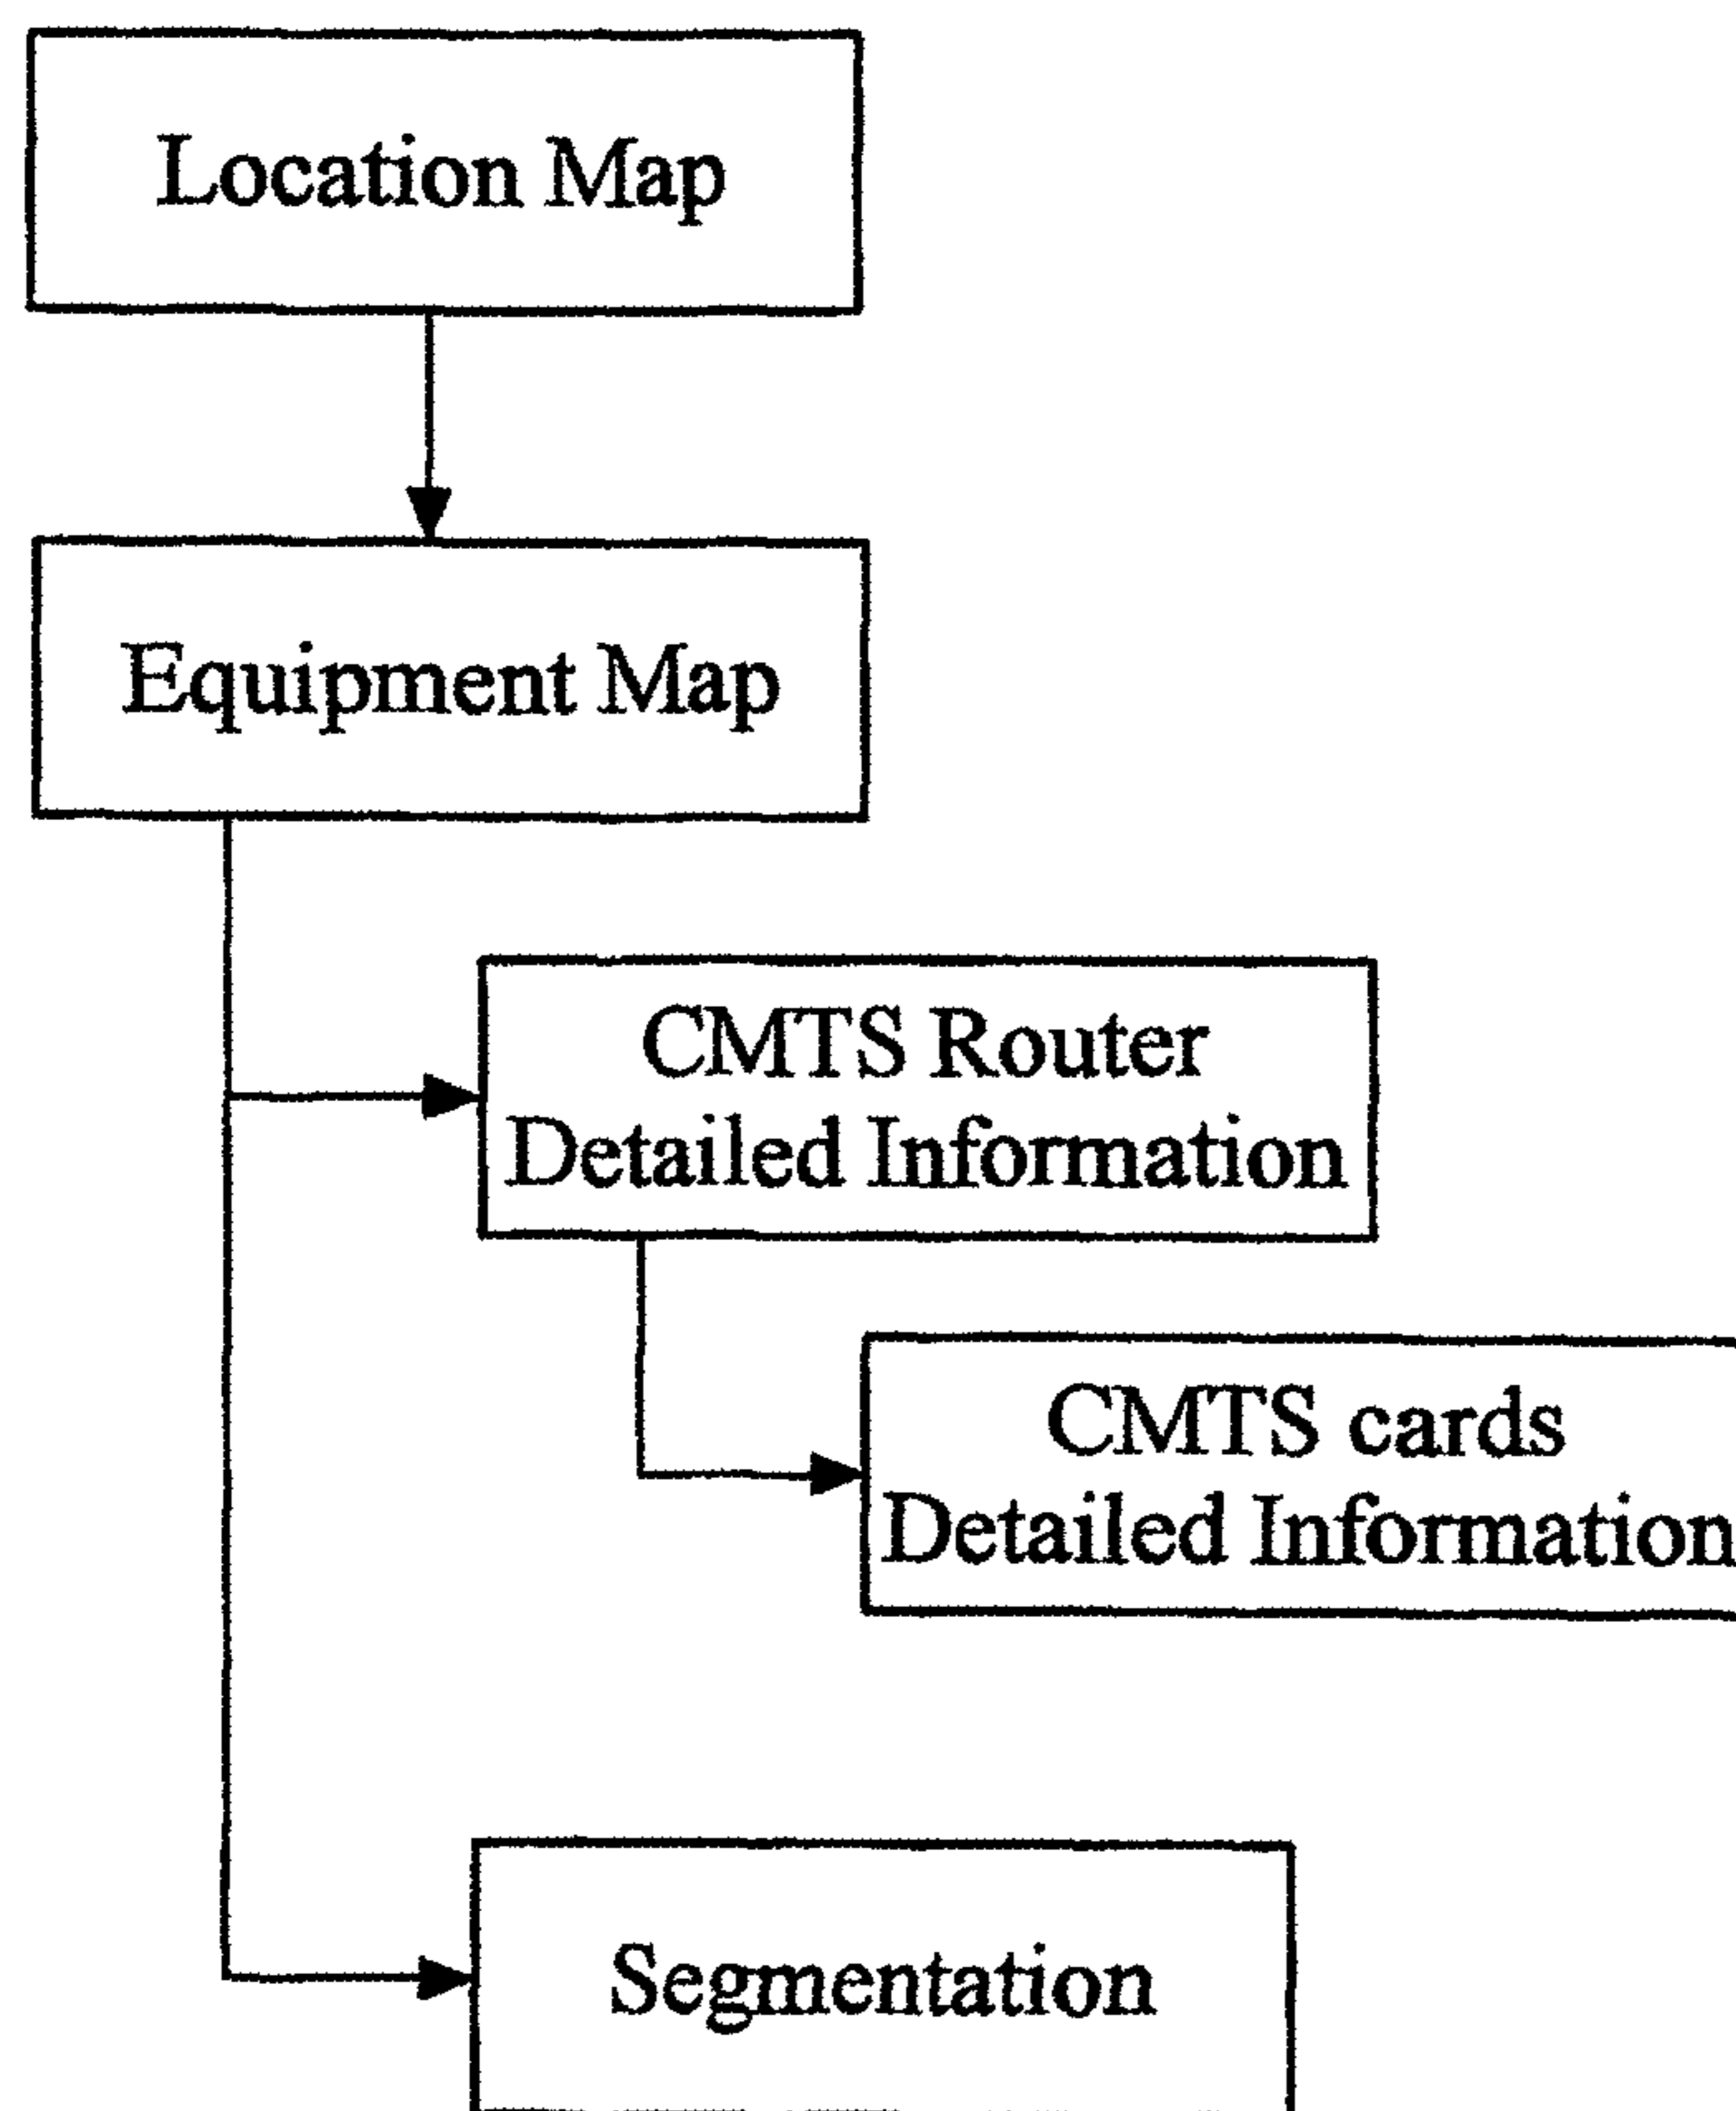 Location Map
Equipment Map
CMTS Router
Detailed Information
CMTS cards
Detailed Information
Segmentation